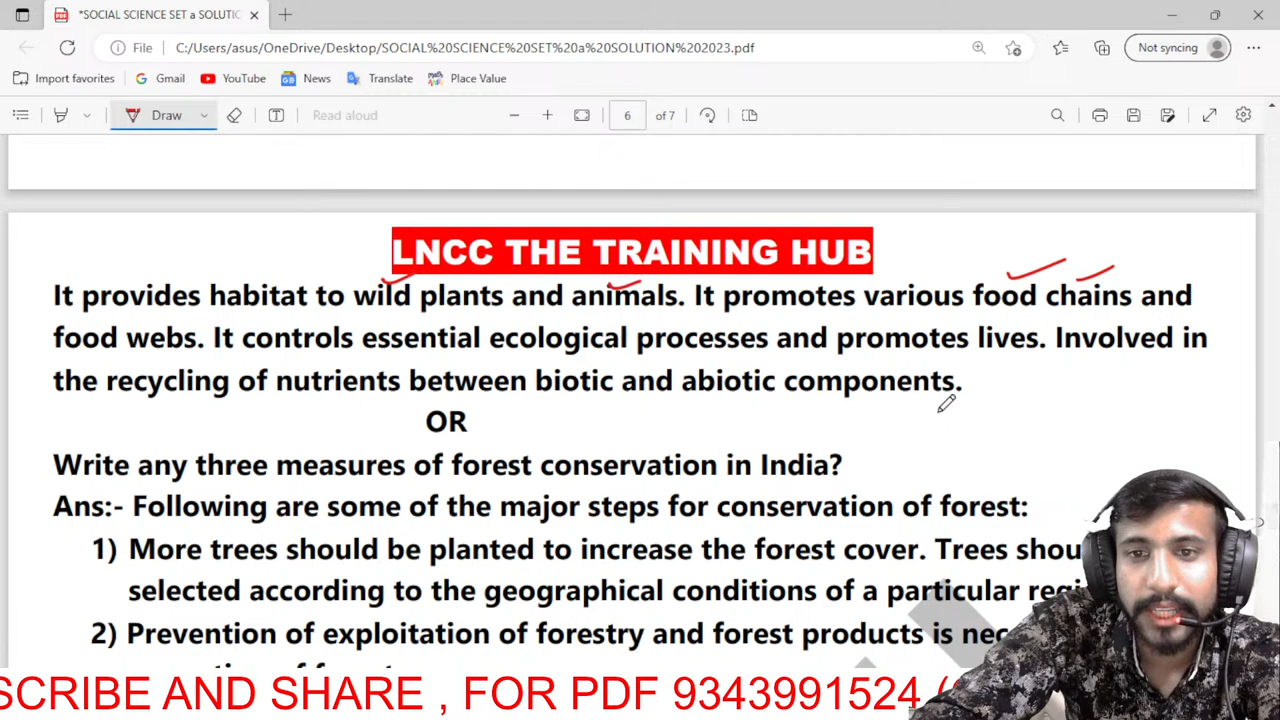 *SOCIAL SCIENCE SET a SOLUTIO
File C:/Users/asus/OneDrive/Desktop/SOCIAL%20SCIENCE%20SET%20a%20SOLUTION%202023.pdf Not syncing
Import favorites Gmail YouTube News Translate Place Value
Draw Read aloud 6 of 7
LNCC THE TRAINING HUB
It provides habitat to wild plants and animals. It promotes various food chains and
food webs. It controls essential ecological processes and promotes lives. Involved in
the recycling of nutrients between biotic and abiotic components.
OR
Write any three measures of forest conservation in India?
Ans:- Following are some of the major steps for conservation of forest:
1) More trees should be planted to increase the forest cover. Trees shou
selected according to the geographical conditions of a particular regi
2) Prevention of exploitation of forestry and forest products is nec
SCRIBE AND SHARE , FOR PDF 9343991524 (